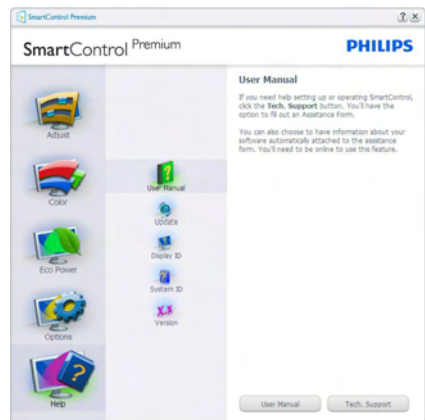 SmartControl Premium
SmartControl Premium
PHILIPS
Adjust
Color
Eco Power
Options
Help
User Manual
Update
Display ID
System ID
Version
User Manual
If you need help setting up or operating SmartControl,
click the Tech. Support button. You'll have the
option to fill out an Assistance Form.
You can also choose to have information about your
software automatically attached to the assistance
form. You'll need to be online to use this feature.
User Manual
Tech. Support